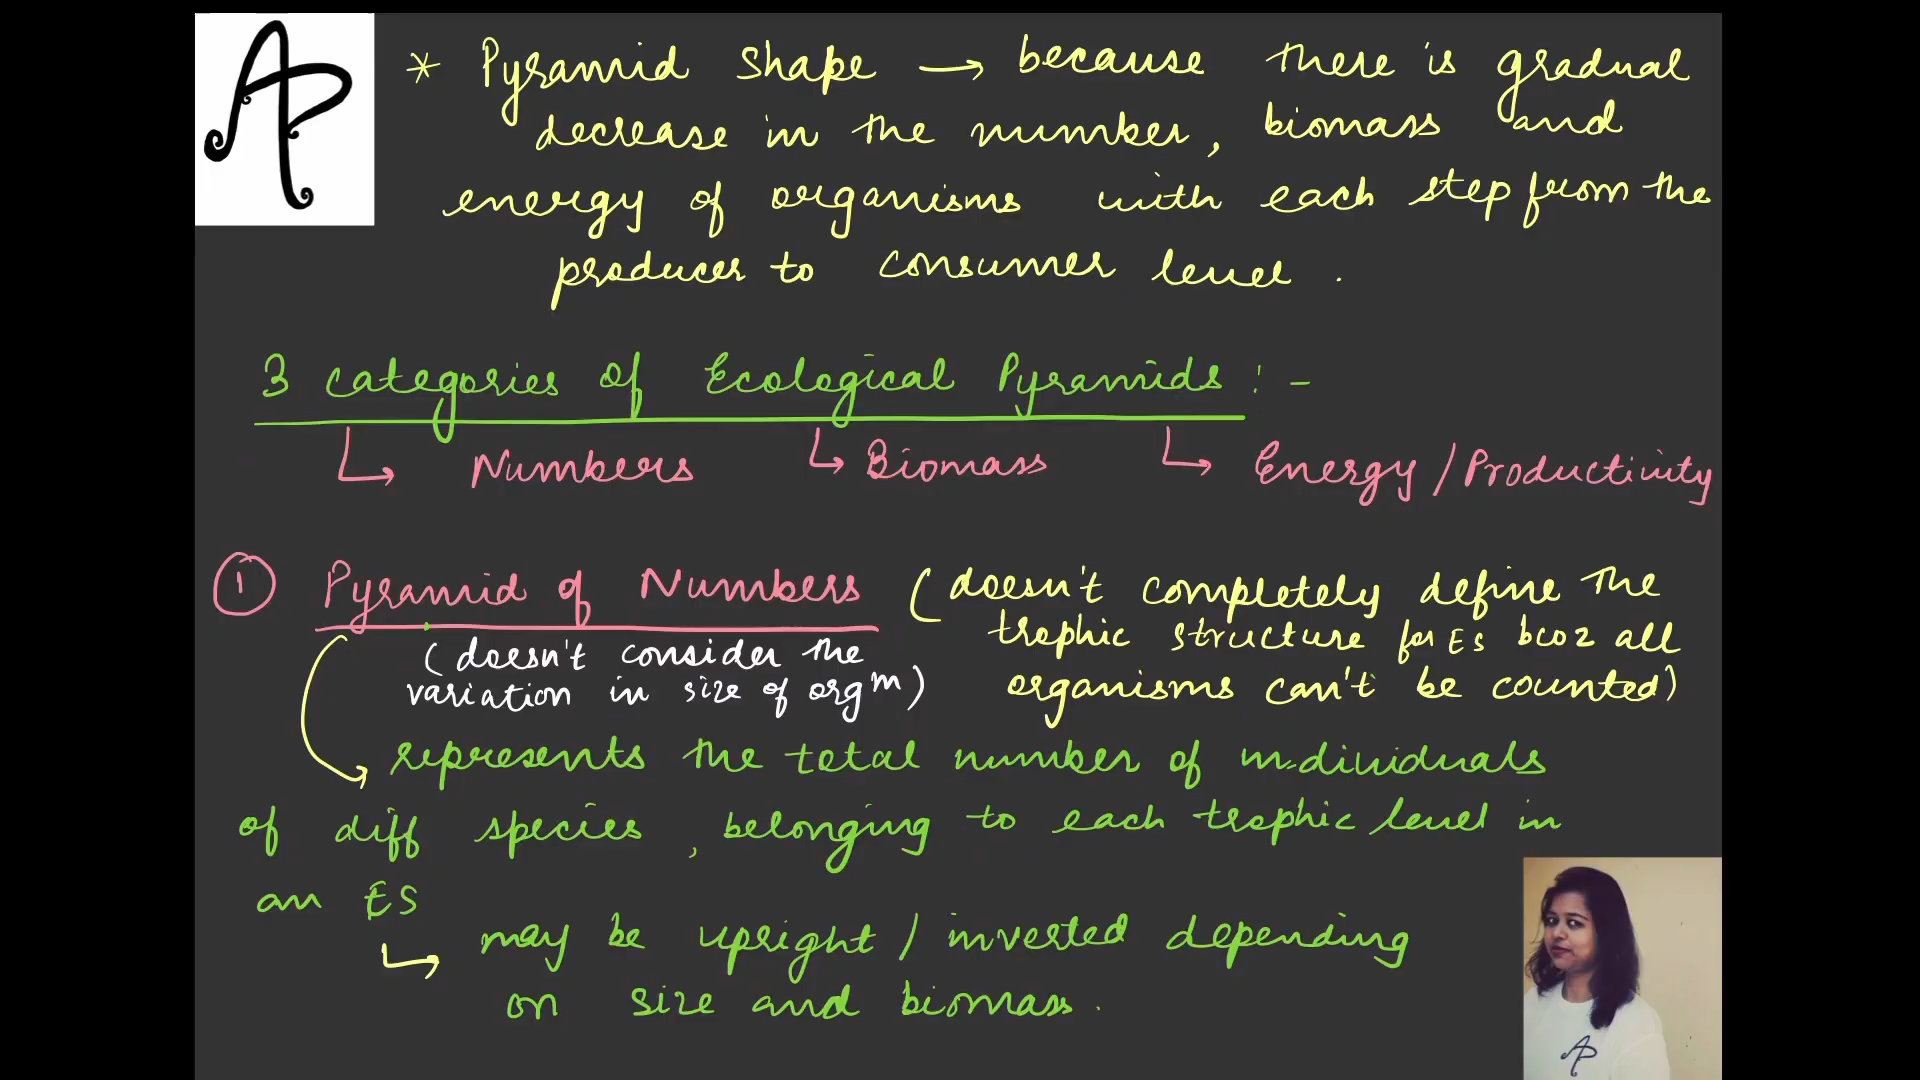 AP
* Pyramid shape → because there is gradual
decrease in the number, biomass and
energy of organisms with each step from the
producer to consumer level .
3 categories of Ecological Pyramids : -
↳ Numbers ↳ Biomass ↳ Energy / Productivity
① Pyramid of Numbers (doesn't completely define the
trophic structure for ES bcoz all
organisms can't be counted)
(doesn't consider the
variation in size of orgm)
represents the total number of individuals
of diff species, belonging to each trophic level in
an ES
↳ may be upright / inverted depending
on size and biomass.
AP